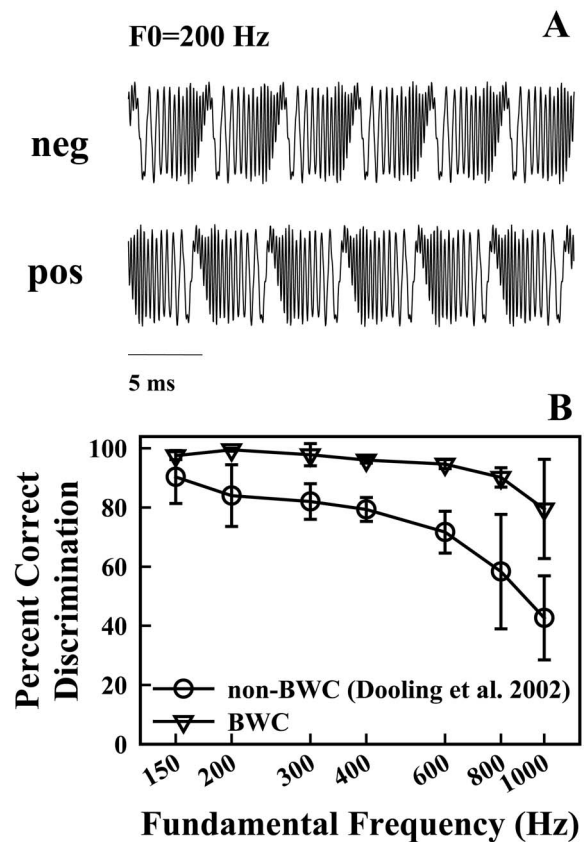 F0=200 Hz
A
neg
pos
5 ms
B
Percent Correct
Discrimination
100
80
60
40
20
0
non-BWC (Dooling et al. 2002)
BWC
150 200 300 400 600 800 1000
Fundamental Frequency (Hz)